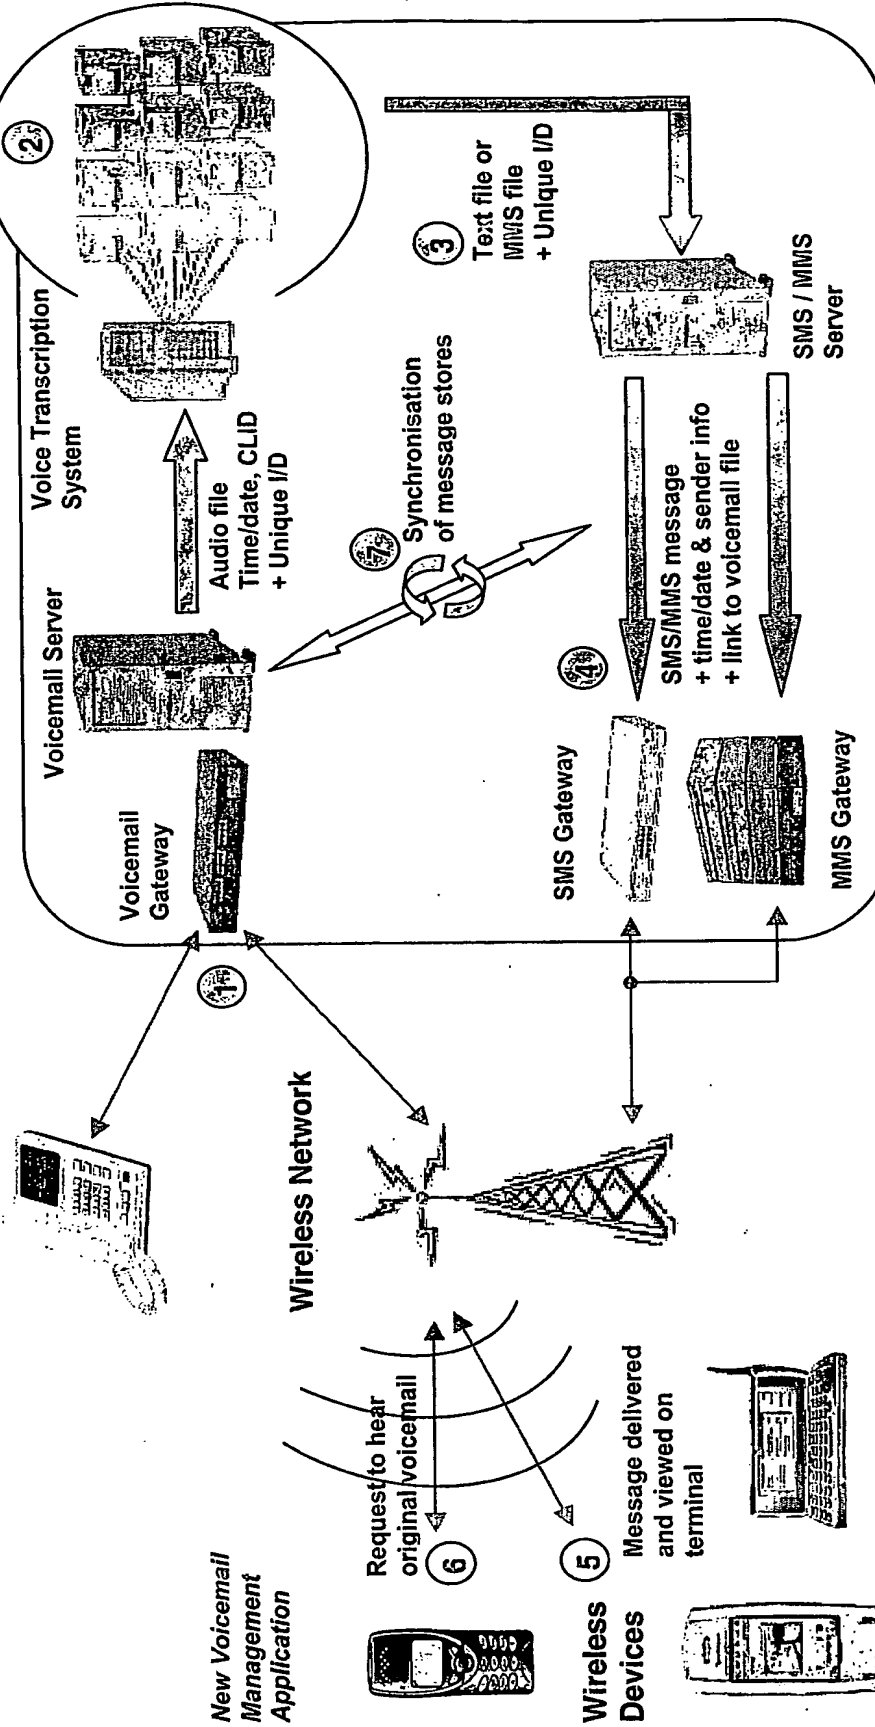 New Voicemail
Management
Application
Request to hear
original voicemail
6
5
Message delivered
and viewed on
terminal
Wireless
Devices
Wireless Network
1
Voicemail
Gateway
Voicemail Server
Audio file
Time/date, CLID
+ Unique I/D
Voice Transcription
System
2
3
Text file or
MMS file
+ Unique I/D
7
Synchronisation
of message stores
SMS / MMS
Server
4
SMS/MMS message
+ time/date & sender info
+ link to voicemail file
SMS Gateway
MMS Gateway